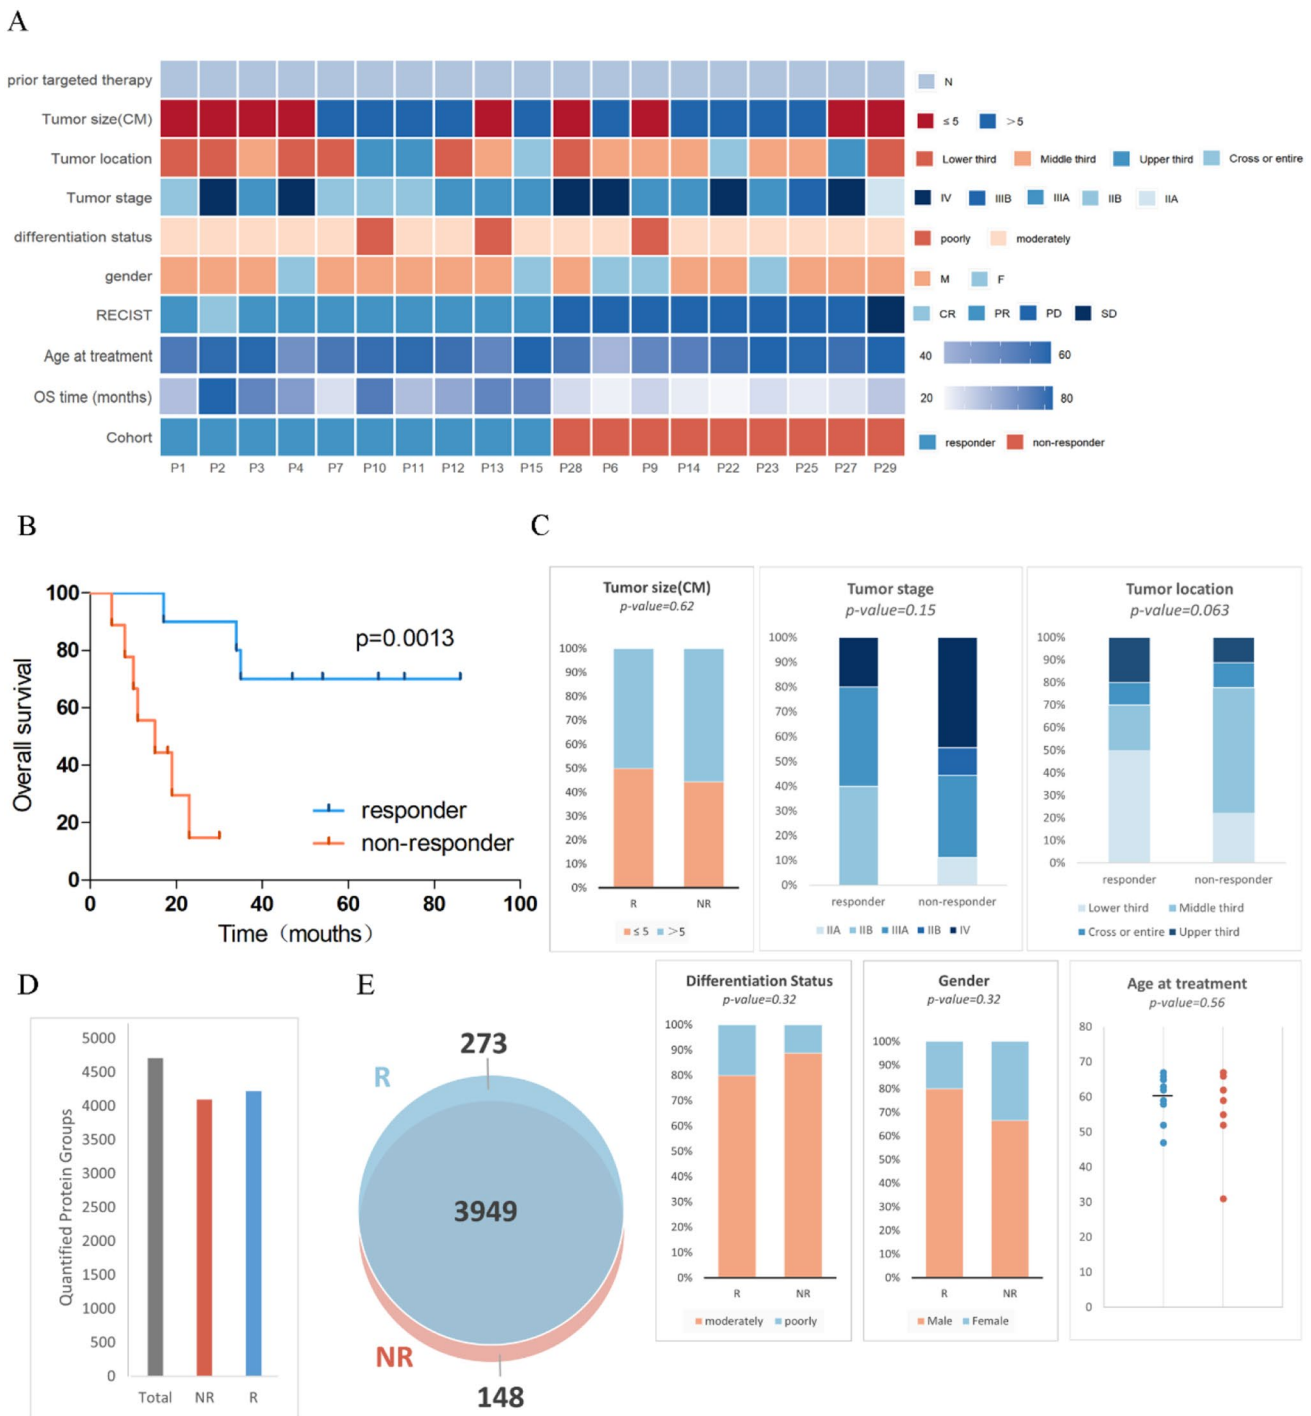 A
prior targeted therapy
N
Tumor size(CM)
≤ 5 >5
Tumor location
Lower third Middle third Upper third Cross or entire
Tumor stage
IV IIIB IIIA IIB IIA
differentiation status
poorly moderately
gender
M F
RECIST
CR PR PD SD
Age at treatment
40 60
OS time (months)
20 80
Cohort
responder non-responder
P1 P2 P3 P4 P7 P10 P11 P12 P13 P15 P28 P6 P9 P14 P22 P23 P25 P27 P29
B
Overall survival
100
80
60
40
20
0
p=0.0013
responder
non-responder
0 20 40 60 80 100
Time (mouths)
C
Tumor size(CM)
p-value=0.62
100%
90%
80%
70%
60%
50%
40%
30%
20%
10%
0%
R NR
≤ 5 >5
Tumor stage
p-value=0.15
100%
90%
80%
70%
60%
50%
40%
30%
20%
10%
0%
responder non-responder
IIA IIB IIIA IIB IV
Tumor location
p-value=0.063
100%
90%
80%
70%
60%
50%
40%
30%
20%
10%
0%
responder non-responder
Lower third Middle third
Cross or entire Upper third
D
Quantified Protein Groups
5000
4500
4000
3500
3000
2500
2000
1500
1000
500
0
Total NR R
E
273
R
3949
NR
148
Differentiation Status
p-value=0.32
100%
90%
80%
70%
60%
50%
40%
30%
20%
10%
0%
R NR
moderately poorly
Gender
p-value=0.32
100%
90%
80%
70%
60%
50%
40%
30%
20%
10%
0%
R NR
Male Female
Age at treatment
p-value=0.56
80
70
60
50
40
30
20
10
0